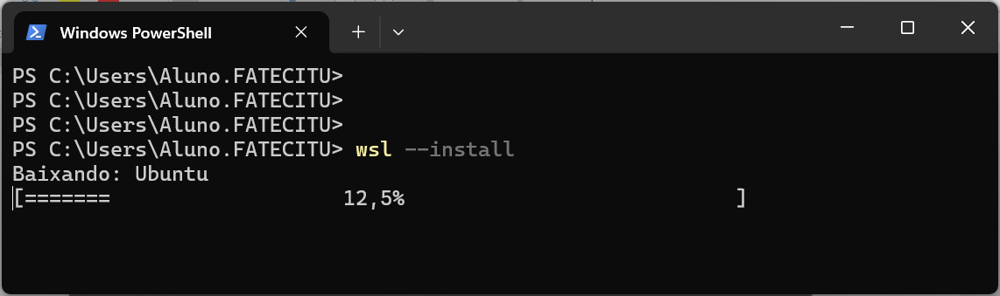 Windows PowerShell
PS C:\Users\Aluno.FATECITU>
PS C:\Users\Aluno.FATECITU>
PS C:\Users\Aluno.FATECITU>
PS C:\Users\Aluno.FATECITU> wsl --install
Baixando: Ubuntu
[======= 12,5% ]